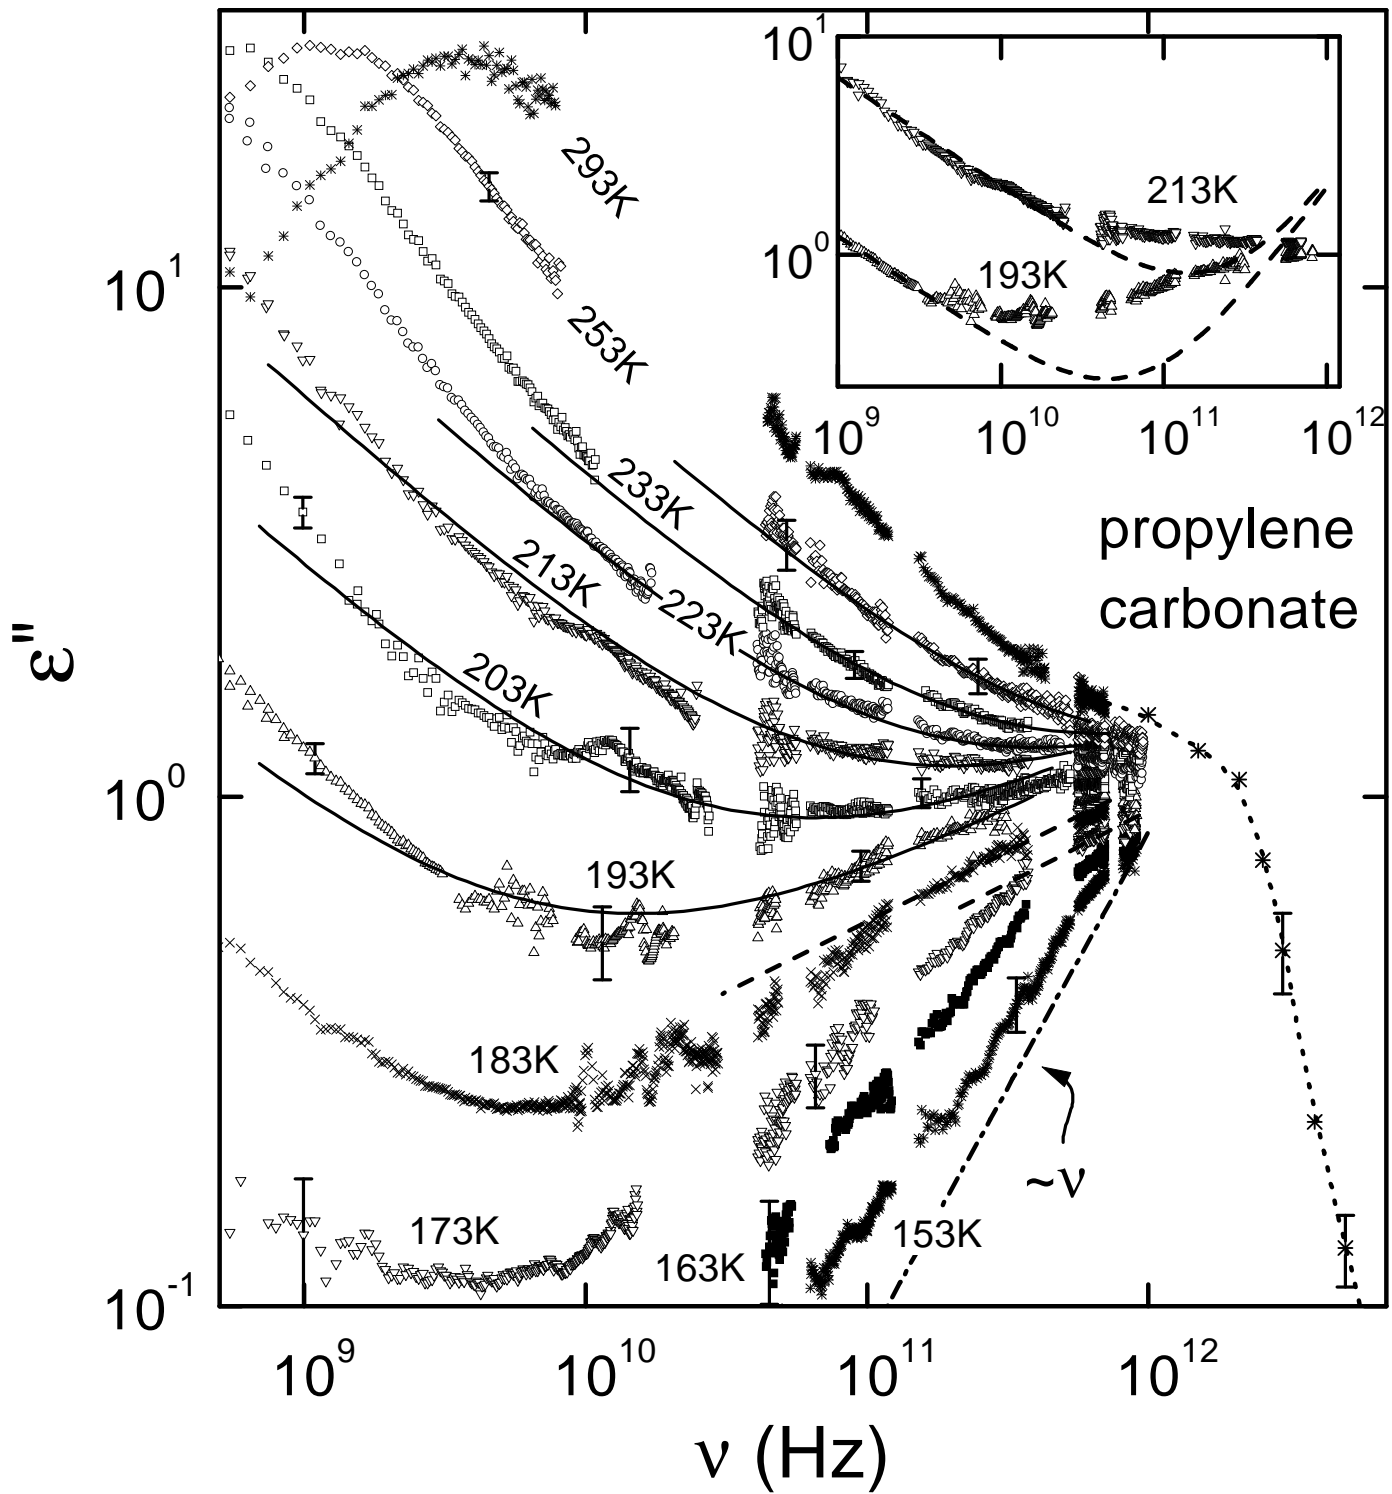 10¹
10⁰
10⁹
10¹⁰
10¹¹
10¹²
213K
193K
propylene
carbonate
293K
253K
233K
223K
213K
203K
193K
183K
173K
163K
153K
~ν
10¹
10⁰
10⁻¹
ε"
10⁹
10¹⁰
10¹¹
10¹²
ν (Hz)